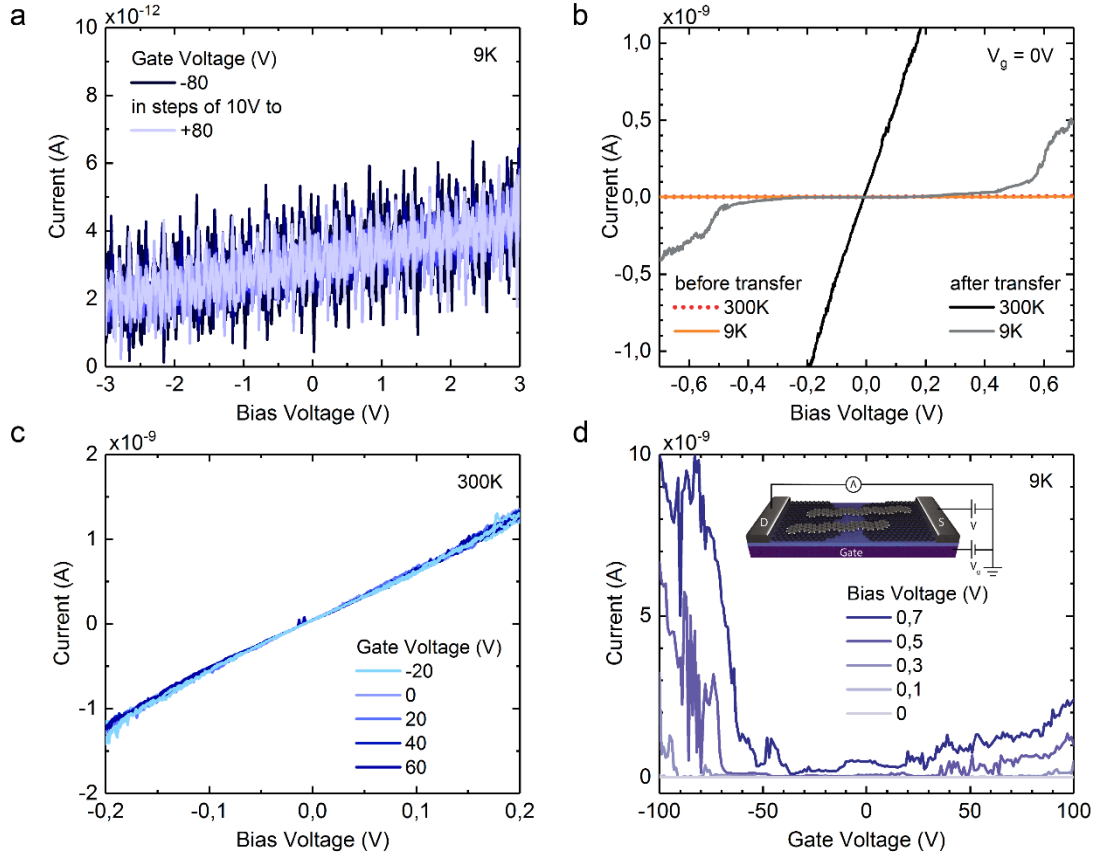 a
x10^-12
10
8
6
4
2
0
Current (A)
Gate Voltage (V)
-80
in steps of 10V to
+80
9K
-3 -2 -1 0 1 2 3
Bias Voltage (V)
b
x10^-9
1,0
0,5
0,0
-0,5
-1,0
Current (A)
V_g = 0V
before transfer
300K
9K
after transfer
300K
9K
-0,6 -0,4 -0,2 0,0 0,2 0,4 0,6
Bias Voltage (V)
c
x10^-9
2
1
0
-1
-2
Current (A)
300K
Gate Voltage (V)
-20
0
20
40
60
-0,2 -0,1 0,0 0,1 0,2
Bias Voltage (V)
d
x10^-9
10
5
0
Current (A)
9K
A
D
S
V
Gate
V_G
Bias Voltage (V)
0,7
0,5
0,3
0,1
0
-100 -50 0 50 100
Gate Voltage (V)